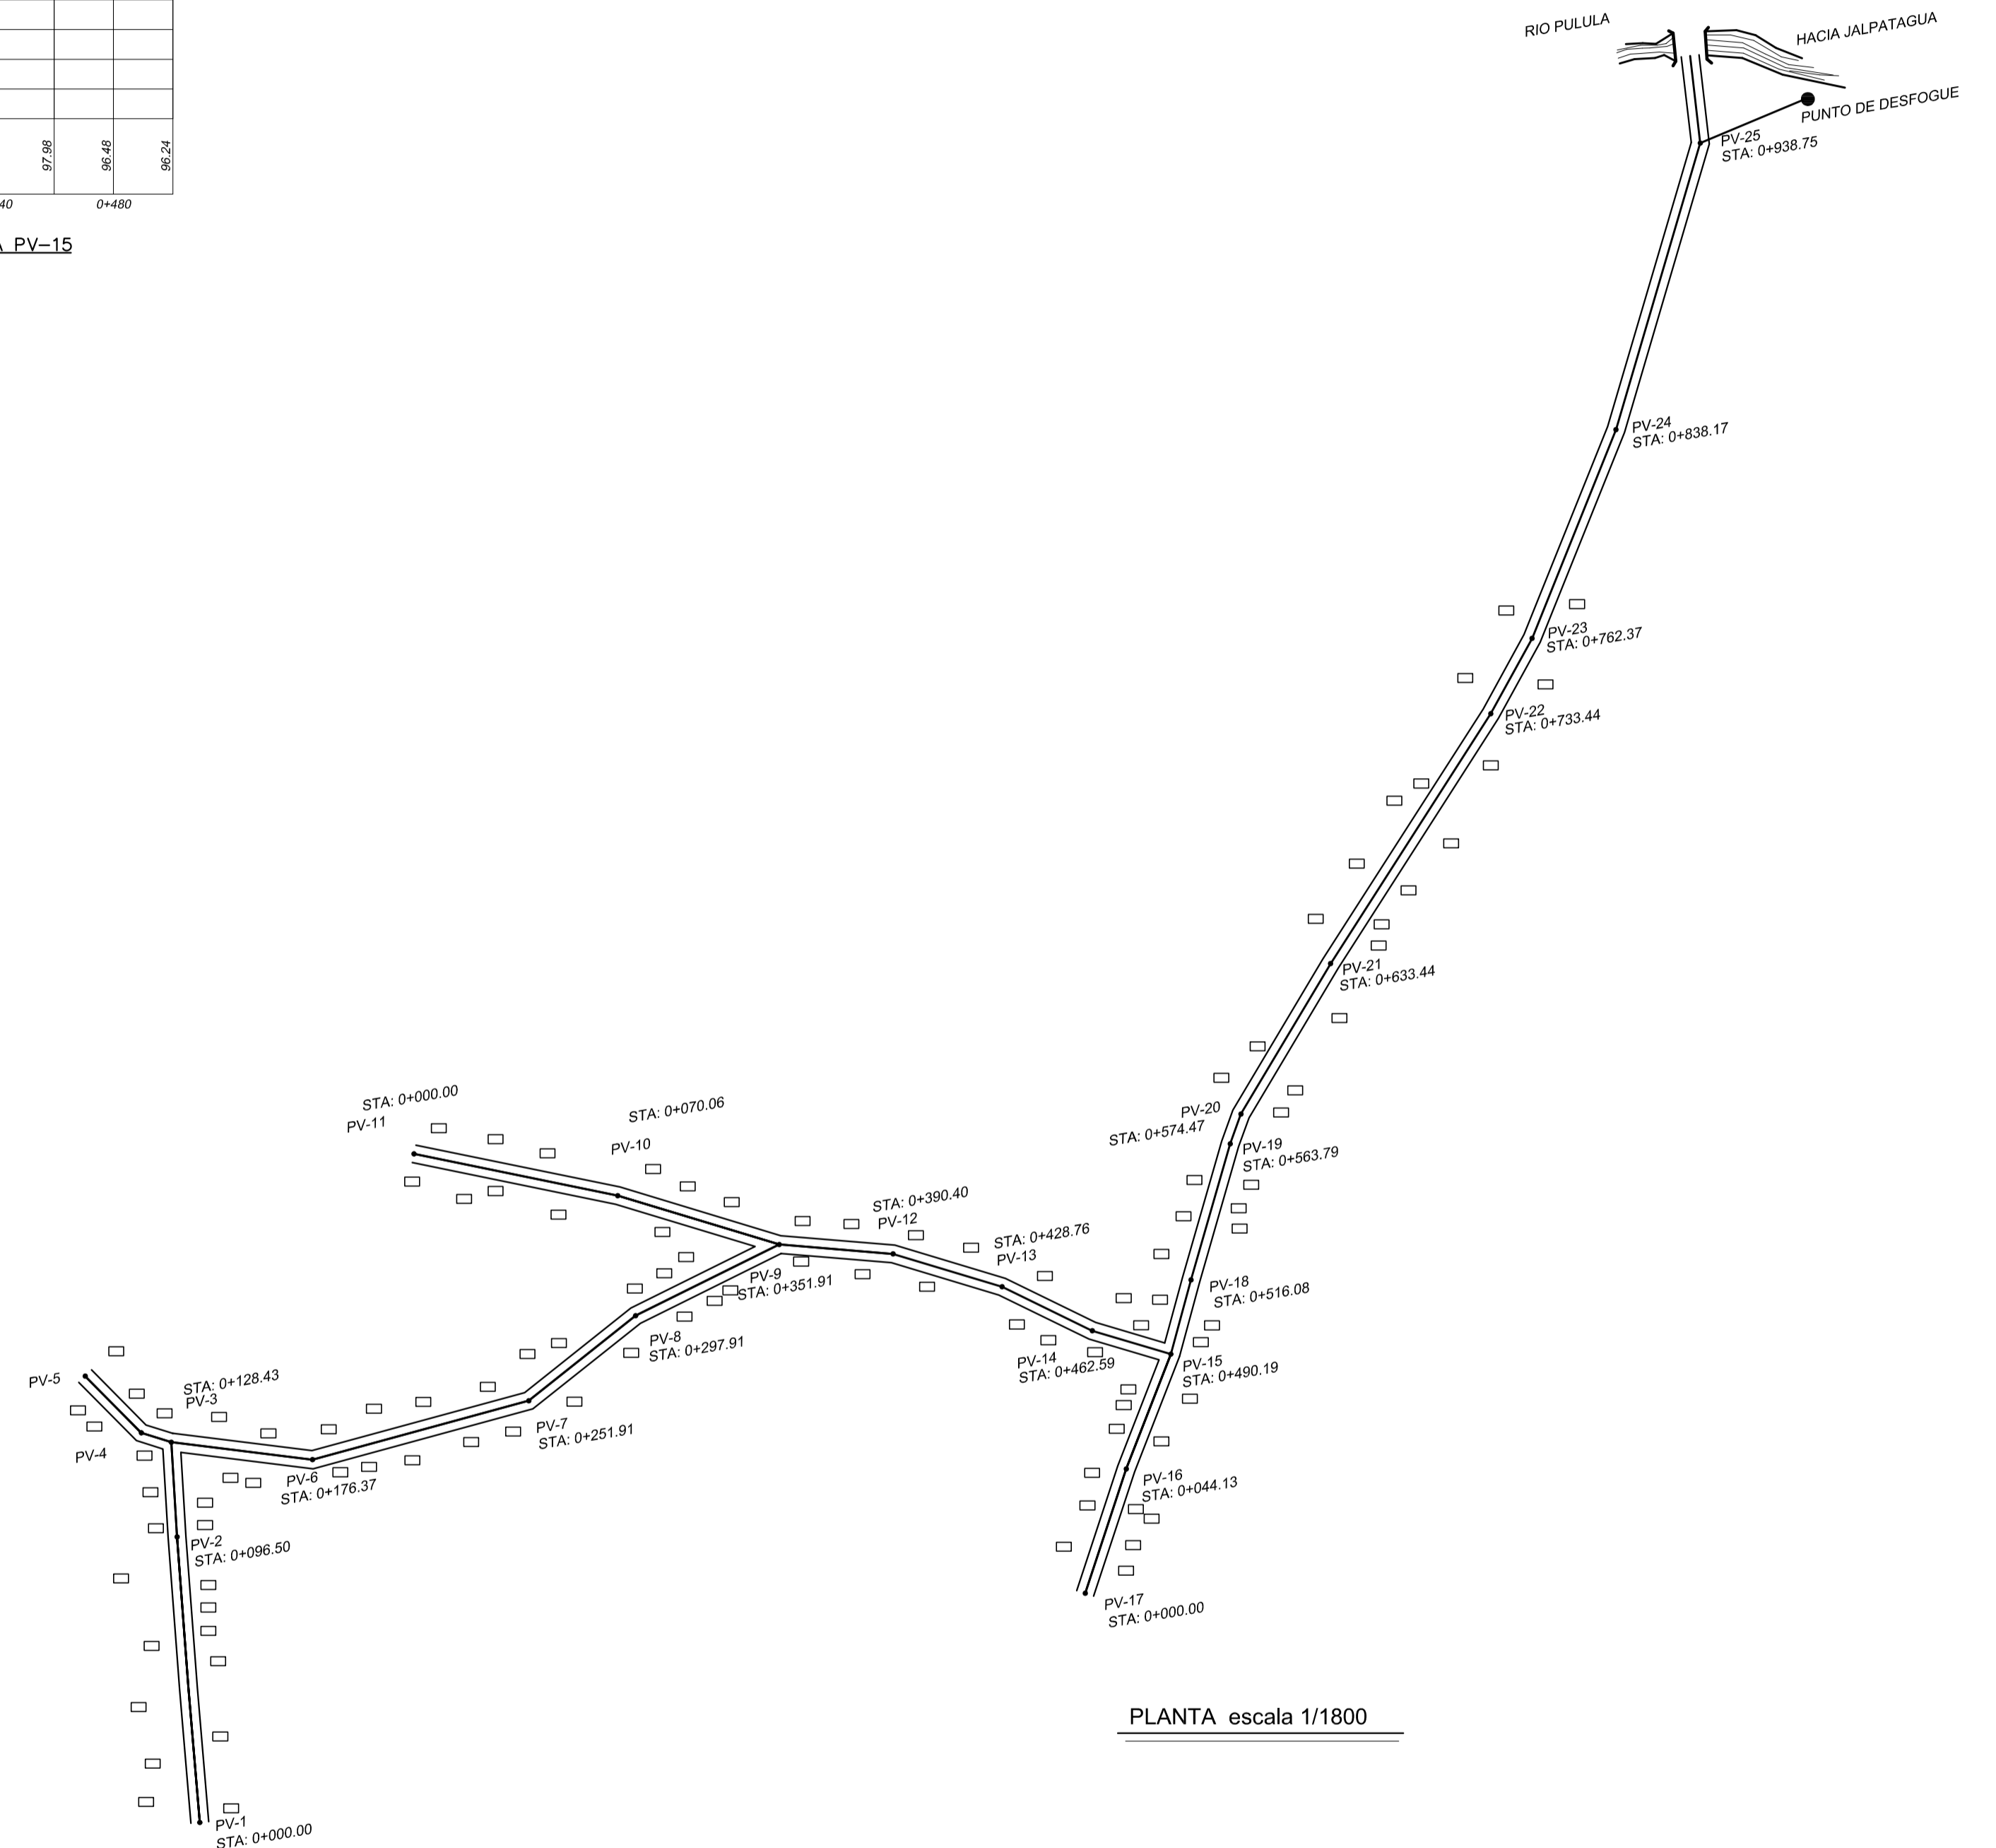 RIO PULULA
HACIA JALPATAGUA
PUNTO DE DESFOGUE
PV-25
STA: 0+938.75
97.98
96.48
96.24
40
0+480
A PV-15
PV-24
STA: 0+838.17
PV-23
STA: 0+762.37
PV-22
STA: 0+733.44
PV-21
STA: 0+633.44
PV-20
STA: 0+574.47
PV-19
STA: 0+563.79
STA: 0+000.00
PV-11
STA: 0+070.06
PV-10
STA: 0+390.40
PV-12
STA: 0+428.76
PV-13
PV-9
STA: 0+351.91
PV-18
STA: 0+516.08
PV-8
STA: 0+297.91
PV-14
STA: 0+462.59
PV-15
STA: 0+490.19
PV-5
STA: 0+128.43
PV-3
PV-7
STA: 0+251.91
PV-4
PV-6
STA: 0+176.37
PV-16
STA: 0+044.13
PV-2
STA: 0+096.50
PV-17
STA: 0+000.00
PLANTA escala 1/1800
PV-1
STA: 0+000.00